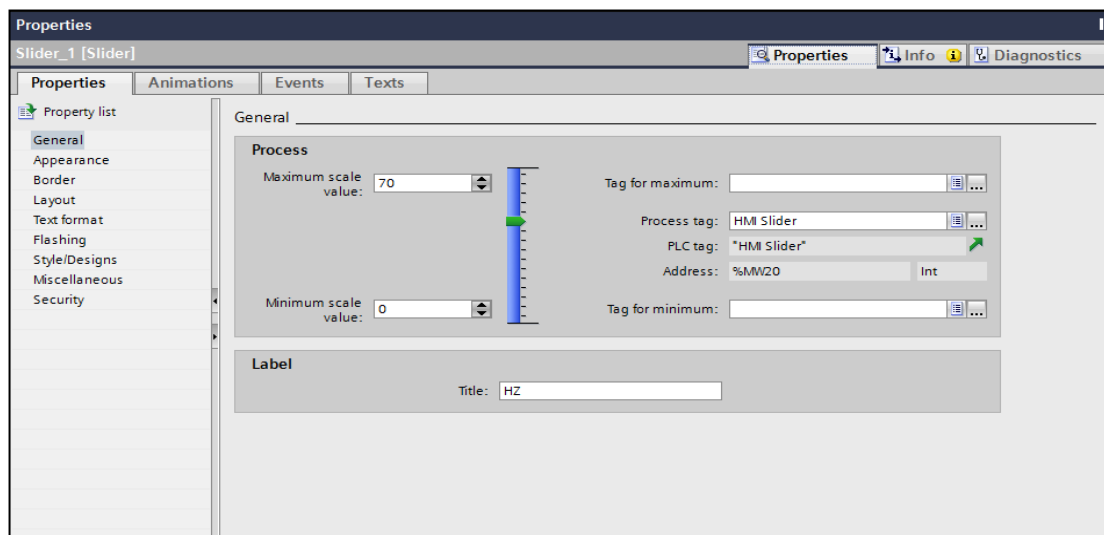 Properties
Slider_1 [Slider]
Properties Info Diagnostics
Properties Animations Events Texts
Property list
General
Appearance
Border
Layout
Text format
Flashing
Style/Designs
Miscellaneous
Security
General
Process
Maximum scale
value:
70
Tag for maximum:
Process tag: HMI Slider
PLC tag: "HMI Slider"
Address: %MW20 Int
Minimum scale
value:
0
Tag for minimum:
Label
Title: HZ